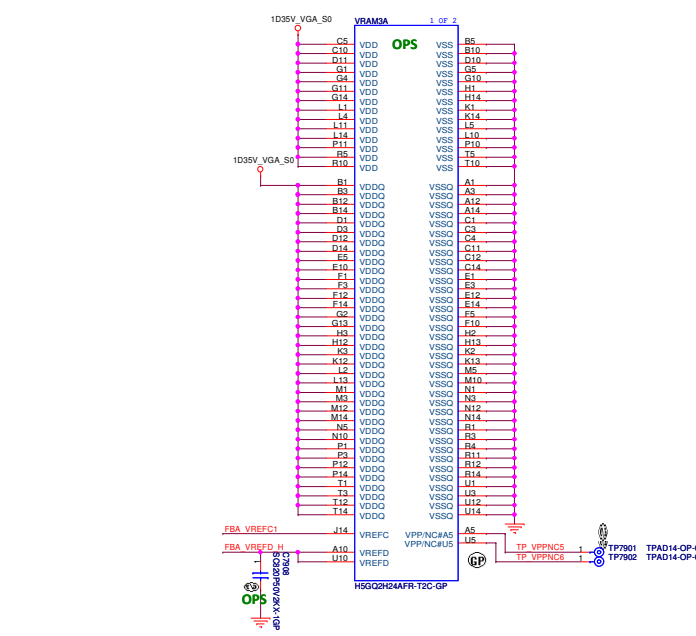 1D35V_VGA_S0
VRAM3A
1 OF 2
OPS
C5 VDD VSS B5
C10 VDD VSS B10
D11 VDD VSS D10
G1 VDD VSS G5
G4 VDD VSS G10
G11 VDD VSS H1
G14 VDD VSS H14
L1 VDD VSS K1
L4 VDD VSS K14
L11 VDD VSS L5
L14 VDD VSS L10
P11 VDD VSS P10
R5 VDD VSS T5
R10 VDD VSS T10
1D35V_VGA_S0
B1 VDDQ VSSQ A1
B3 VDDQ VSSQ A3
B12 VDDQ VSSQ A12
B14 VDDQ VSSQ A14
D1 VDDQ VSSQ C1
D3 VDDQ VSSQ C3
D12 VDDQ VSSQ C4
D14 VDDQ VSSQ C11
E5 VDDQ VSSQ C12
E10 VDDQ VSSQ C14
F1 VDDQ VSSQ E1
F3 VDDQ VSSQ E3
F12 VDDQ VSSQ E12
F14 VDDQ VSSQ E14
G2 VDDQ VSSQ F5
G13 VDDQ VSSQ F10
H3 VDDQ VSSQ H2
H12 VDDQ VSSQ H13
K3 VDDQ VSSQ K2
K12 VDDQ VSSQ K13
L2 VDDQ VSSQ M5
L13 VDDQ VSSQ M10
M1 VDDQ VSSQ N1
M3 VDDQ VSSQ N3
M12 VDDQ VSSQ N12
M14 VDDQ VSSQ N14
N5 VDDQ VSSQ R1
N10 VDDQ VSSQ R3
P1 VDDQ VSSQ R4
P3 VDDQ VSSQ R11
P12 VDDQ VSSQ R12
P14 VDDQ VSSQ R14
T1 VDDQ VSSQ U1
T3 VDDQ VSSQ U3
T12 VDDQ VSSQ U12
T14 VDDQ VSSQ U14
FBA_VREFC1 J14 VREFC VPP/NC#A5 A5
VPP/NC#U5 U5
FBA_VREFD_H A10 VREFD
U10 VREFD
TP_VPPNC5 1 TP7901 TPAD14-OP-
TP_VPPNC6 1 TP7902 TPAD14-OP-
GP
C7908
SC820P50V2KX-1GP
OPS
H5GQ2H24AFR-T2C-GP